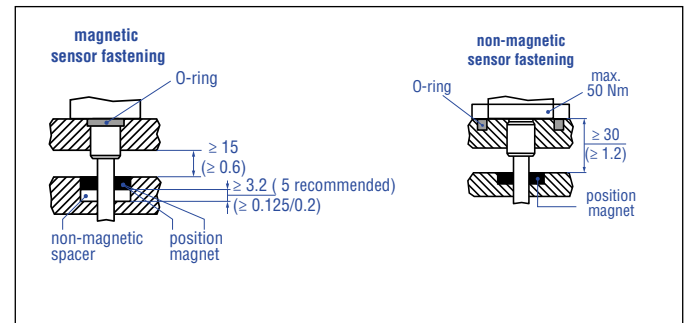 magnetic
sensor fastening
O-ring
≥ 15
(≥ 0.6)
≥ 3.2 ( 5 recommended)
(≥ 0.125/0.2)
non-magnetic
spacer
position
magnet
non-magnetic
sensor fastening
O-ring
max.
50 Nm
≥ 30
(≥ 1.2)
position
magnet